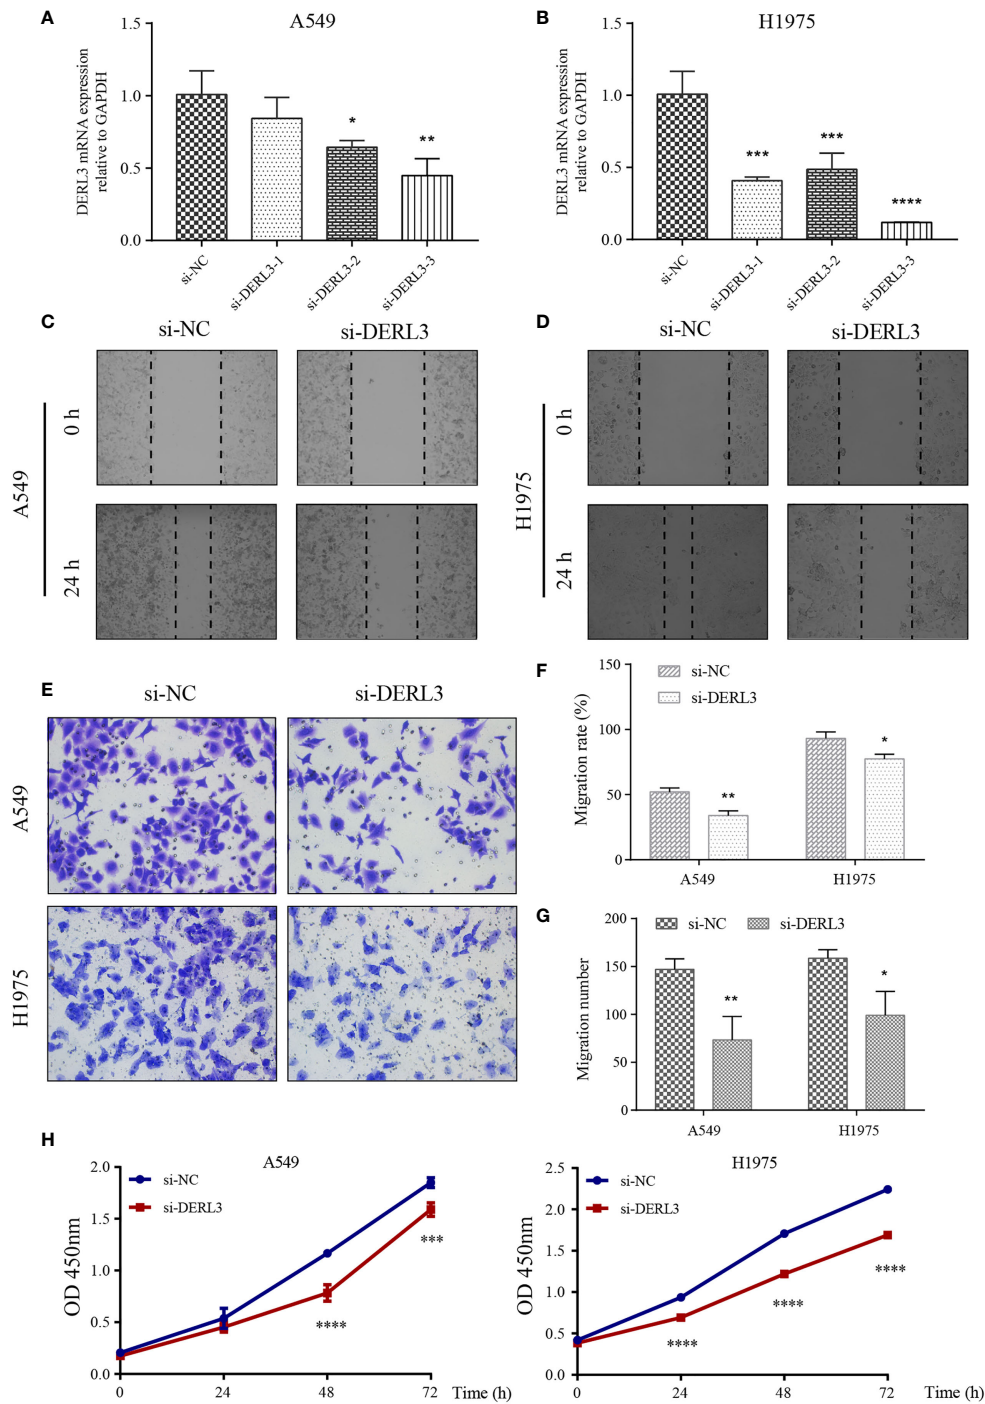 A
A549
DERL3 mRNA expression
relative to GAPDH
1.5
1.0
0.5
0.0
*
**
si-NC
si-DERL3-1
si-DERL3-2
si-DERL3-3
B
H1975
DERL3 mRNA expression
relative to GAPDH
1.5
1.0
0.5
0.0
***
***
****
si-NC
si-DERL3-1
si-DERL3-2
si-DERL3-3
C
si-NC
si-DERL3
A549
0 h
24 h
D
si-NC
si-DERL3
H1975
0 h
24 h
E
si-NC
si-DERL3
A549
H1975
F
Migration rate (%)
150
100
50
0
si-NC
si-DERL3
**
*
A549
H1975
G
Migration number
200
150
100
50
0
si-NC
si-DERL3
**
*
A549
H1975
H
A549
OD 450nm
2.0
1.5
1.0
0.5
0.0
si-NC
si-DERL3
****
***
0
24
48
72
Time (h)
H1975
OD 450nm
2.5
2.0
1.5
1.0
0.5
0.0
si-NC
si-DERL3
****
****
****
0
24
48
72
Time (h)